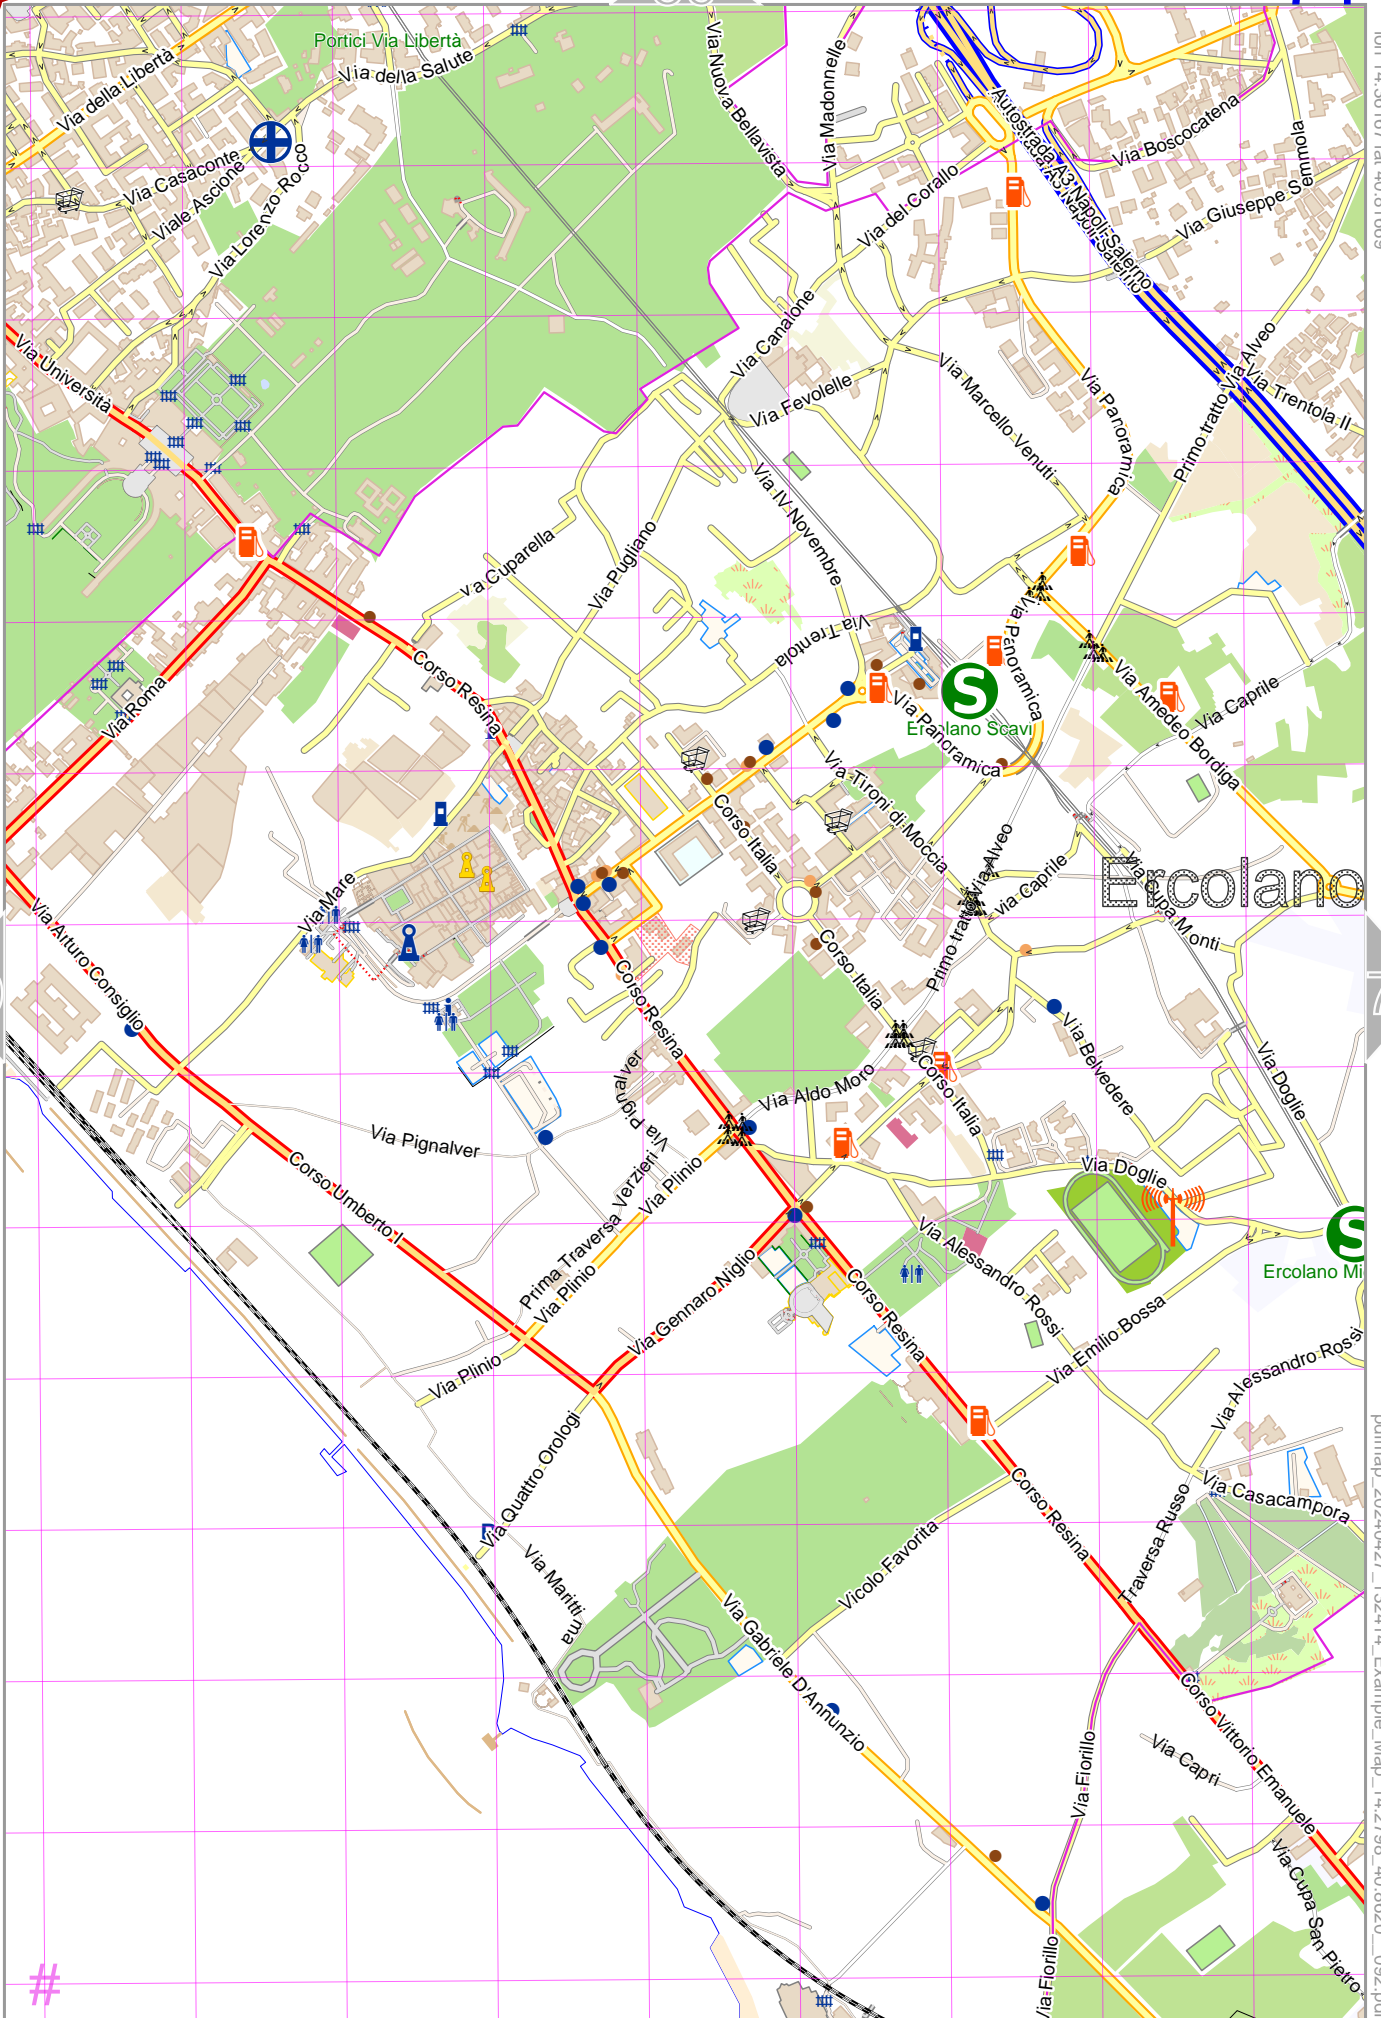 Portici Via Libertà
Via della Salute
Via della Libertà
Via Nuova Bellavista
Via Madonnelle
Autostrada A3 Napoli-Salerno
Via Boscocatena
Via Casaconte
Viale Ascione
Via Lorenzo Rocco
Via del Corallo
Via Giuseppe Semmola
Via Università
Via Canalone
Via Fevolelle
Via Marcello Venuti
Via Panoramica
Primo tratto Via Alveo
Via Trentola II
Via IV Novembre
Via Cuparella
Via Pugliano
Via Trentola
Via Panoramica
Corso Resina
Via Roma
Ercolano Scavi
Via Panoramica
Via Amedeo Bordiga
Via Caprile
Via Tironi di Moccia
Corso Italia
Via Mare
Primo tratto Via Alveo
via Caprile
Via Cupa Monti
Ercolano
Via Arturo Consiglio
Corso Resina
Corso Italia
Via Belvedere
Via Doglie
Via Pignalver
Via Aldo Moro
Corso Italia
Via Pignalver
Corso Umberto I
Prima Traversa Verzieri
Via Plinio
Via Doglie
Via Plinio
Via Gennaro Niglio
Via Alessandro Rossi
Corso Resina
Ercolano Mi
Via Emilio Bossa
Via Alessandro Rossi
Via Plinio
Via Quattro Orologi
Corso Resina
Via Casacampora
Traversa Russo
Via Marittima
Vicolo Favorita
Via Gabriele D'Annunzio
Via Fiorillo
Via Capri
Corso Vittorio Emanuele
Via Cupa San Pietro
Via Fiorillo
#